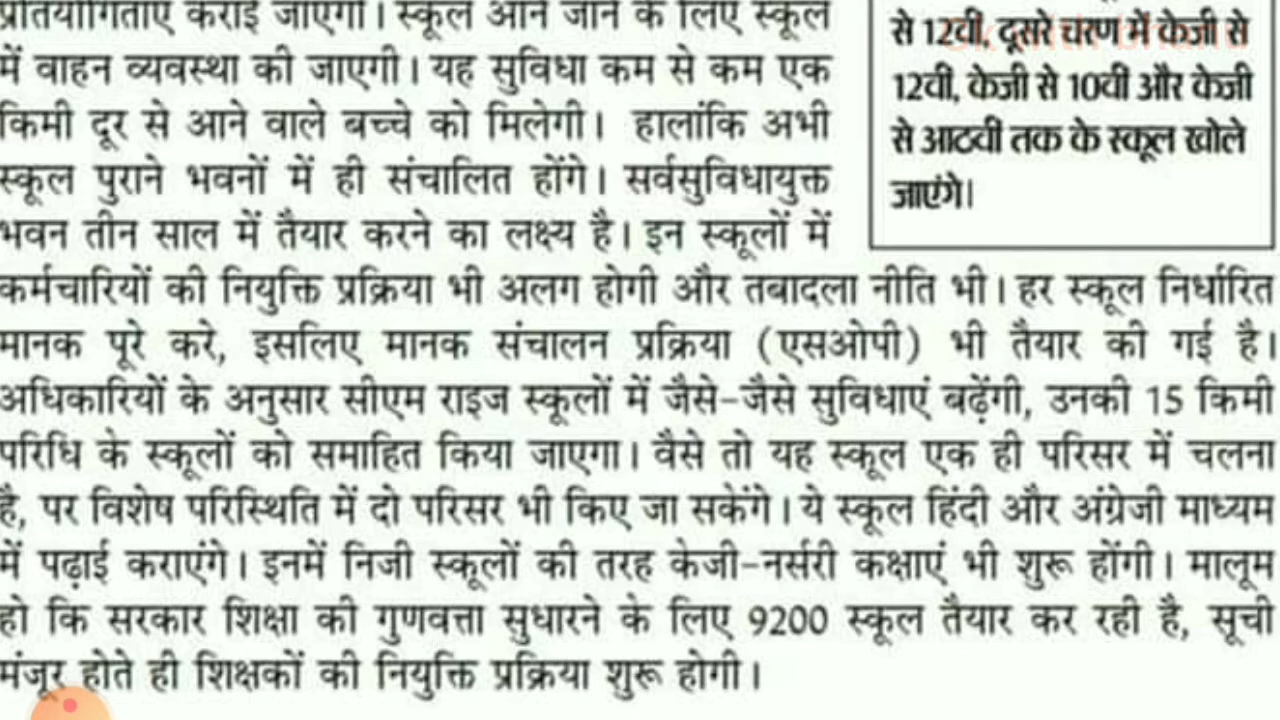 प्रतियोगिताएं कराई जाएंगी। स्कूल आने जाने के लिए स्कूल
में वाहन व्यवस्था की जाएगी। यह सुविधा कम से कम एक
किमी दूर से आने वाले बच्चे को मिलेगी। हालांकि अभी
स्कूल पुराने भवनों में ही संचालित होंगे। सर्वसुविधायुक्त
भवन तीन साल में तैयार करने का लक्ष्य है। इन स्कूलों में
कर्मचारियों की नियुक्ति प्रक्रिया भी अलग होगी और तबादला नीति भी। हर स्कूल निर्धारित
मानक पूरे करे, इसलिए मानक संचालन प्रक्रिया (एसओपी) भी तैयार की गई है।
अधिकारियों के अनुसार सीएम राइज स्कूलों में जैसे-जैसे सुविधाएं बढ़ेंगी, उनकी 15 किमी
परिधि के स्कूलों को समाहित किया जाएगा। वैसे तो यह स्कूल एक ही परिसर में चलना
है, पर विशेष परिस्थिति में दो परिसर भी किए जा सकेंगे। ये स्कूल हिंदी और अंग्रेजी माध्यम
में पढ़ाई कराएंगे। इनमें निजी स्कूलों की तरह केजी-नर्सरी कक्षाएं भी शुरू होंगी। मालूम
हो कि सरकार शिक्षा की गुणवत्ता सुधारने के लिए 9200 स्कूल तैयार कर रही है, सूची
मंजूर होते ही शिक्षकों की नियुक्ति प्रक्रिया शुरू होगी।
से 12वी, दूसरे चरण में केजी से
12वी, केजी से 10वी और केजी
से आठवी तक के स्कूल खोले
जाएंगे।